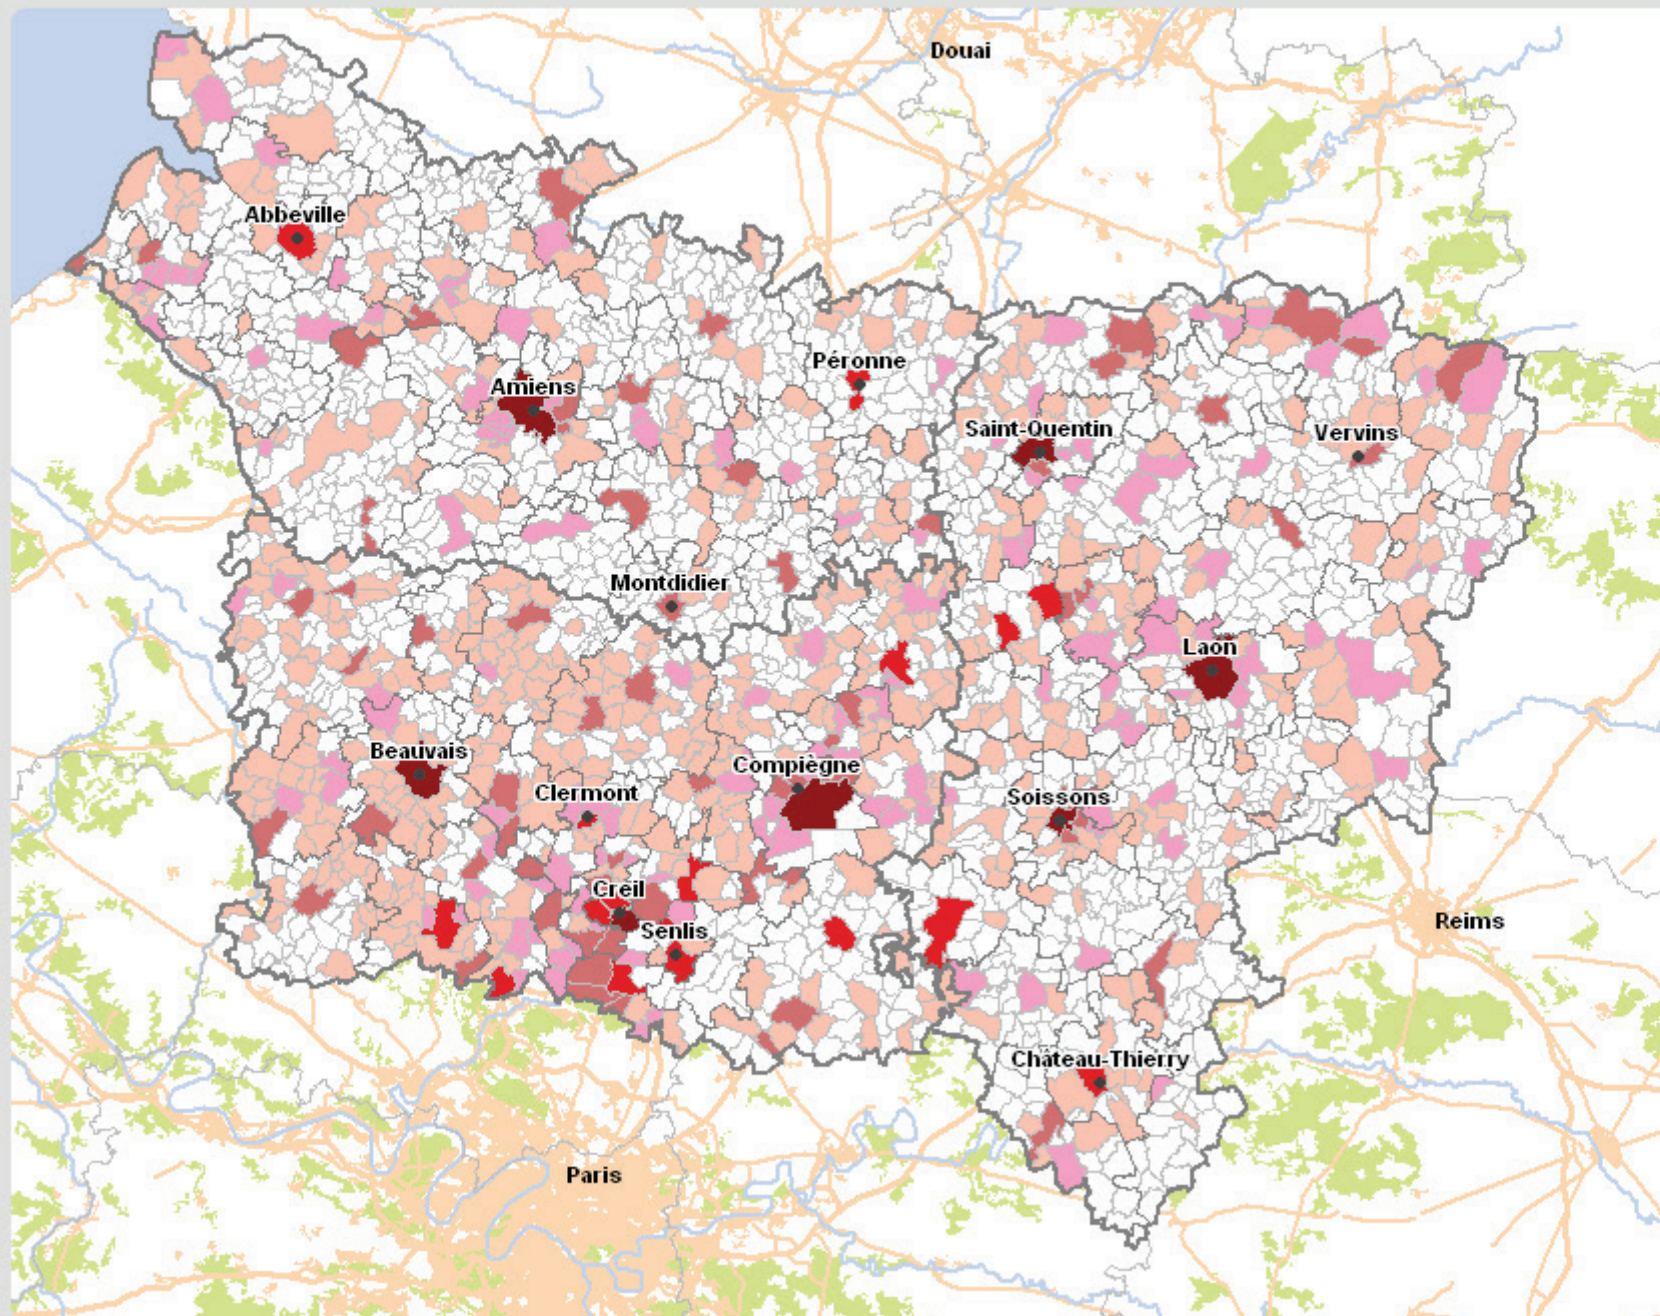 Douai
Abbeville
Péronne
Amiens
Saint-Quentin
Vervins
Montdidier
Laon
Beauvais
Compiègne
Clermont
Soissons
Creil
Senlis
Reims
Château-Thierry
Paris